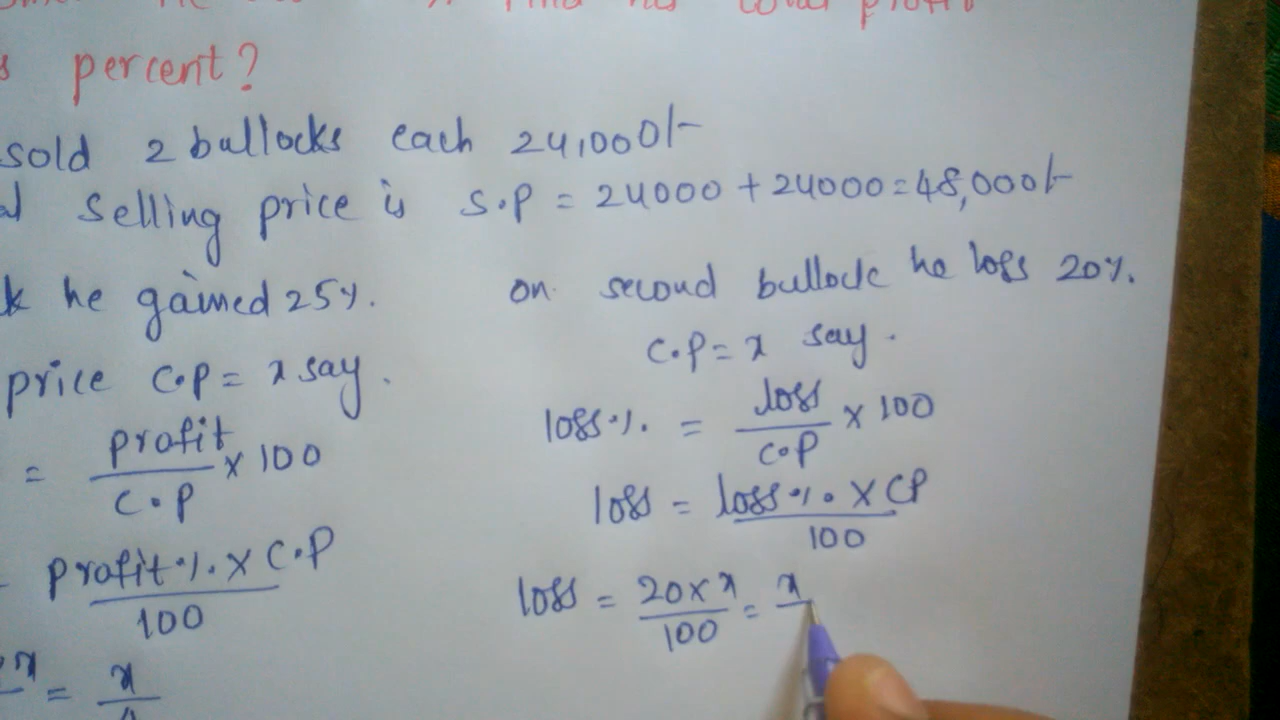 percent?
sold 2 bullocks each 24,000/-
selling price is S.P = 24000 + 24000 = 48,000/-
he gained 25%.
on second bullock he loss 20%.
price C.P = x say.
C.P = x say.
= profit/C.P x 100
loss % = loss/C.P x 100
profit % x C.P/100
loss = loss % x CP/100
loss = 20 x x/100 = x
x = x/4